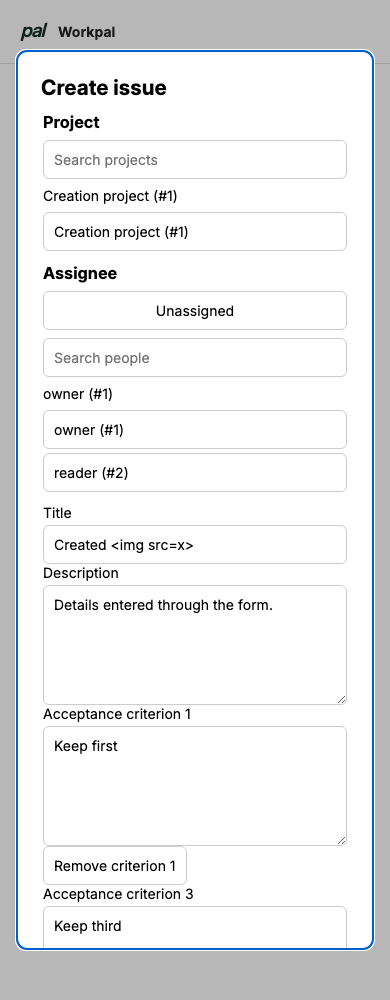 pal Workpal
Create issue
Project
Search projects
Creation project (#1)
Creation project (#1)
Assignee
Unassigned
Search people
owner (#1)
owner (#1)
reader (#2)
Title
Created <img src=x>
Description
Details entered through the form.
Acceptance criterion 1
Keep first
Remove criterion 1
Acceptance criterion 3
Keep third